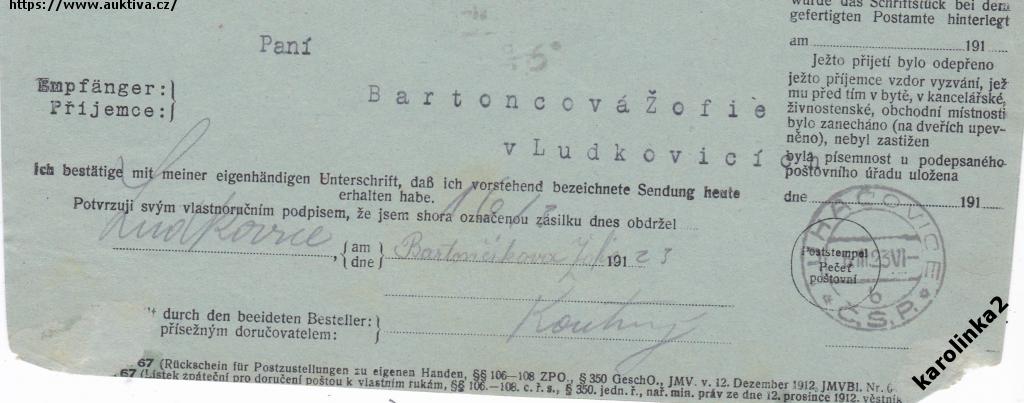 https://www.auktiva.cz/
Paní
Empfänger:
Příjemce:
Bartoncová Žofie
v Ludkovicích
Ich bestätige mit meiner eigenhändigen Unterschrift, daß ich vorstehend bezeichnete Sendung heute
erhalten habe.
Potvrzuji svým vlastnoručním podpisem, že jsem shora označenou zásilku dnes obdržel
Ludkovice
am
dne
191
23
durch den beeideten Besteller:
přísežným doručovatelem:
67 (Rückschein für Postzustellungen zu eigenen Handen, §§ 106—108 ZPO., § 350 GeschO., JMV. v. 12. Dezember 1912, JMVBl. Nr.
67 (Lístek zpáteční pro doručení poštou k vlastním rukám, §§ 106.—108. c. ř. s., § 350. jedn. ř., nař. min. práv ze dne 12. prosince 1912, věstník
wurde das Schriftstück bei dem
gefertigten Postamte hinterlegt
am 191
Ježto přijetí bylo odepřeno
ježto příjemce vzdor vyzvání, jež
mu před tím v bytě, v kancelářské,
živnostenské, obchodní místnosti
bylo zanecháno (na dveřích upev-
něno), nebyl zastižen
byla písemnost u podepsaného
poštovního úřadu uložena
dne 191
UHAČOVICE
23 VI
Č.S.P.
Poststempel
Pečeť
poštovní
karolinka2